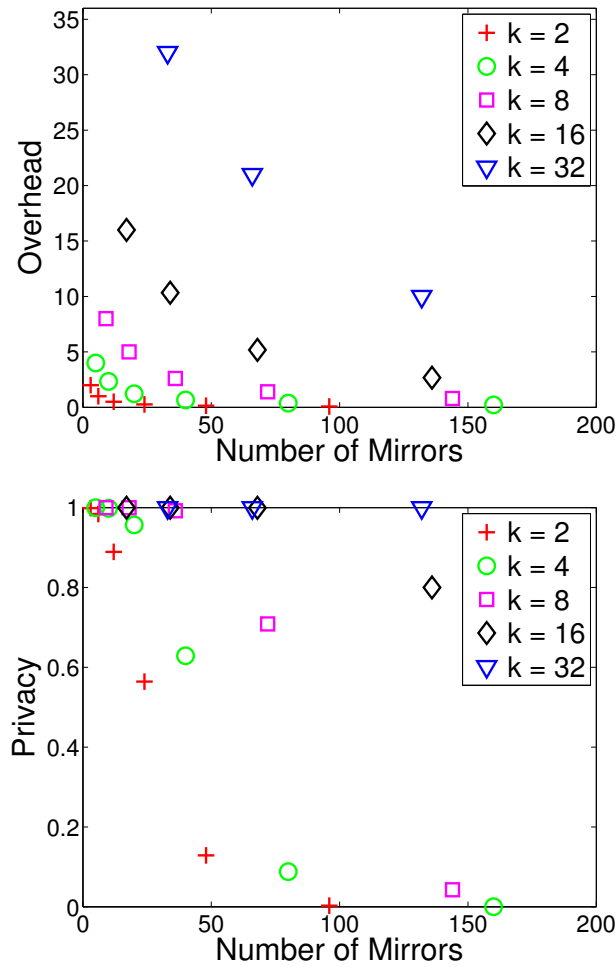 35
30
25
20
15
10
5
0
Overhead
k = 2
k = 4
k = 8
k = 16
k = 32
0 50 100 150 200
Number of Mirrors
1
0.8
0.6
0.4
0.2
0
Privacy
k = 2
k = 4
k = 8
k = 16
k = 32
0 50 100 150 200
Number of Mirrors